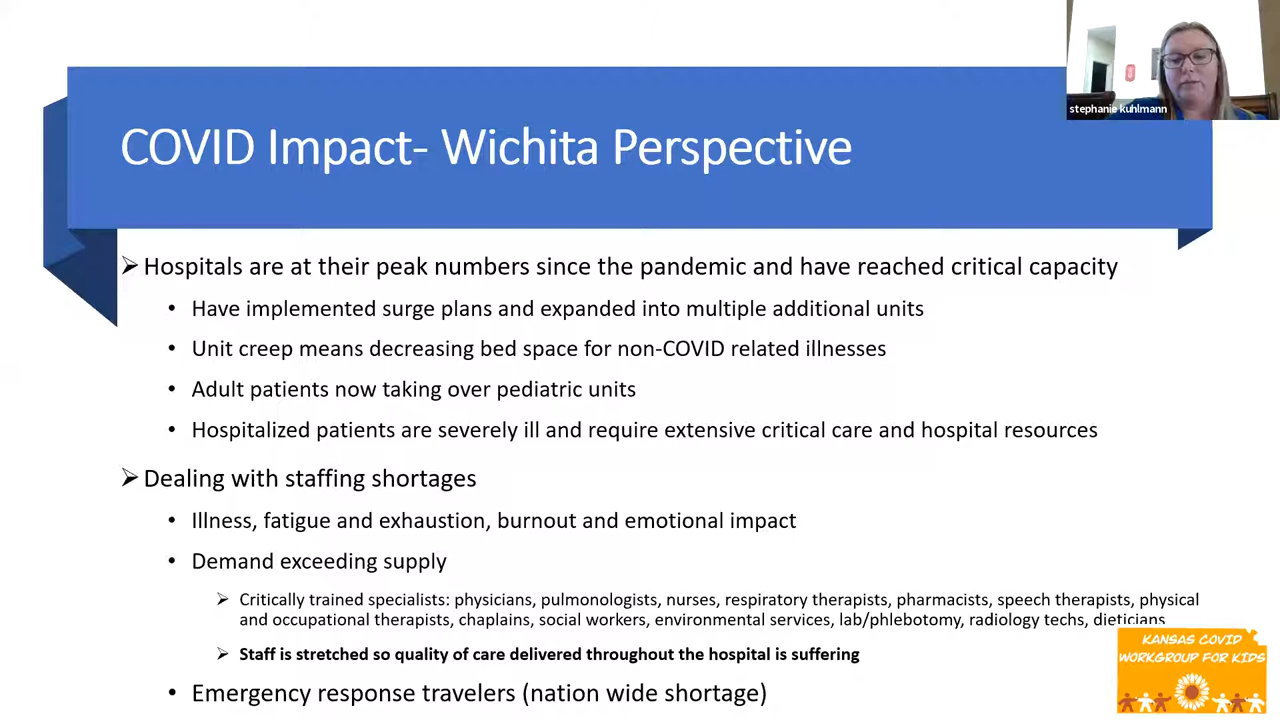 stephanie kuhlmann
COVID Impact- Wichita Perspective
Hospitals are at their peak numbers since the pandemic and have reached critical capacity
Have implemented surge plans and expanded into multiple additional units
Unit creep means decreasing bed space for non-COVID related illnesses
Adult patients now taking over pediatric units
Hospitalized patients are severely ill and require extensive critical care and hospital resources
Dealing with staffing shortages
Illness, fatigue and exhaustion, burnout and emotional impact
Demand exceeding supply
Critically trained specialists: physicians, pulmonologists, nurses, respiratory therapists, pharmacists, speech therapists, physical
and occupational therapists, chaplains, social workers, environmental services, lab/phlebotomy, radiology techs, dieticians
Staff is stretched so quality of care delivered throughout the hospital is suffering
Emergency response travelers (nation wide shortage)
KANSAS COVID
WORKGROUP FOR KIDS